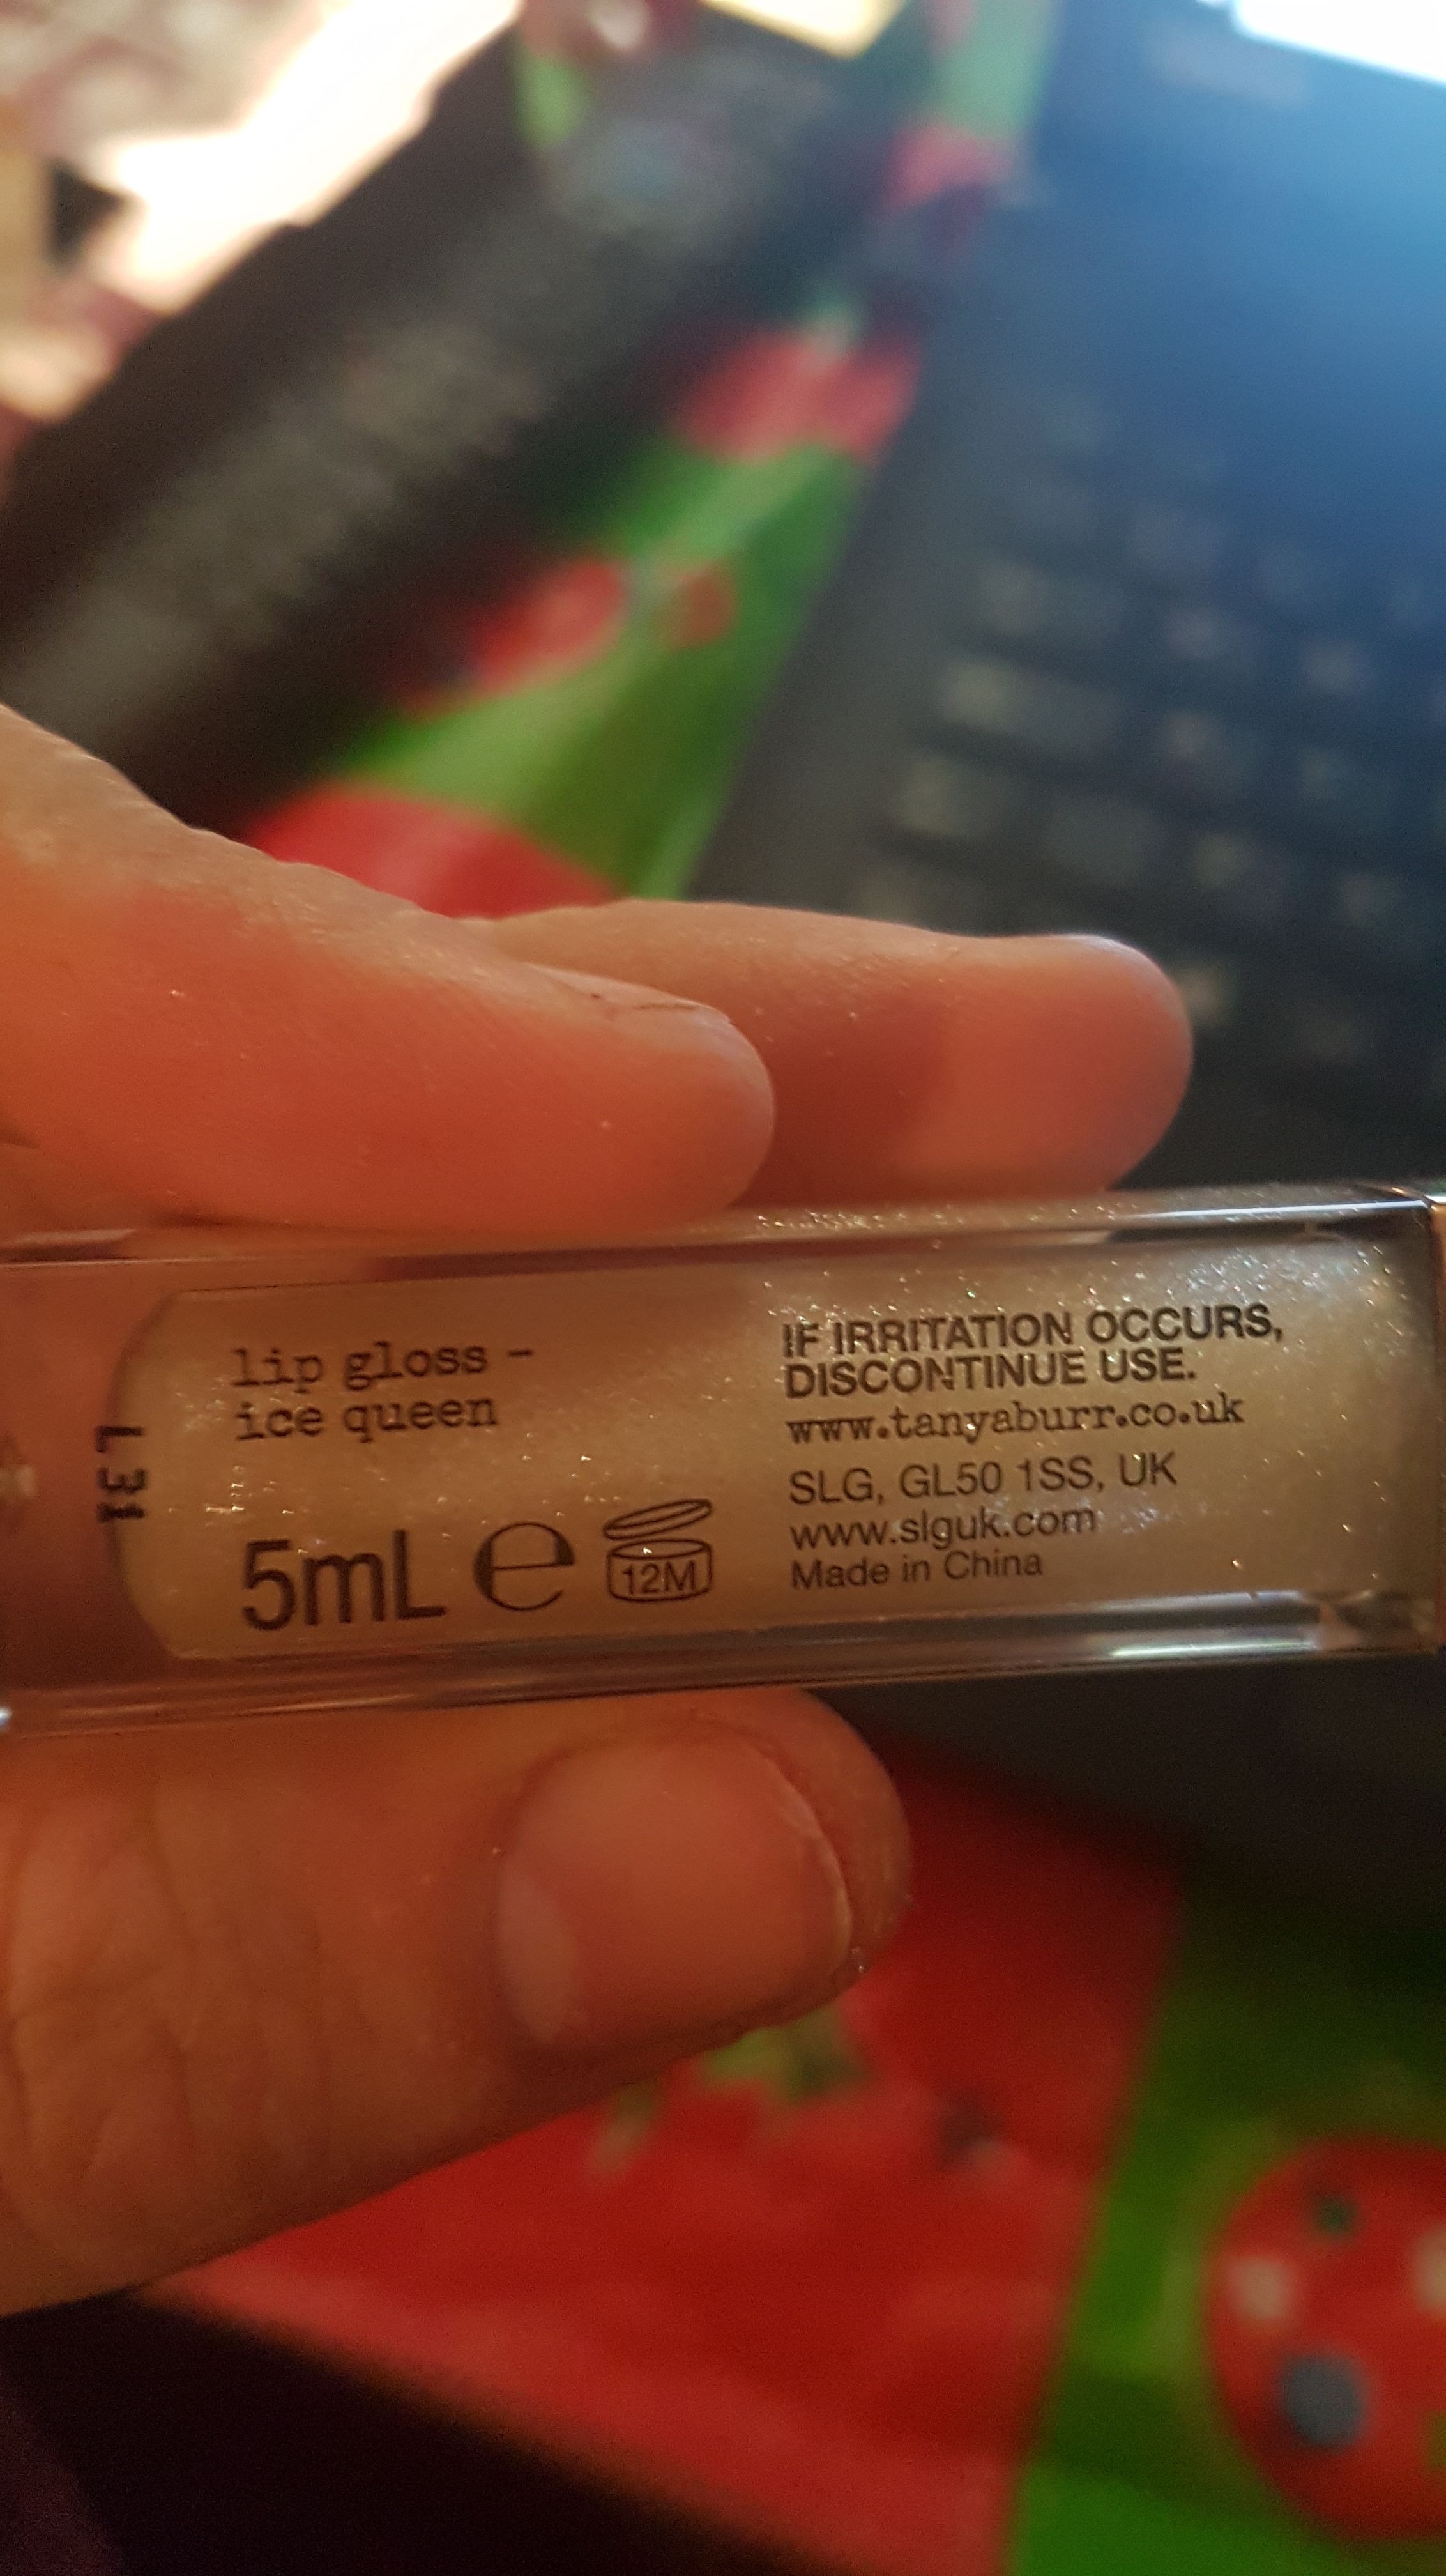 lip gloss -
ice queen
5mL e 12M
IF IRRITATION OCCURS,
DISCONTINUE USE.
www.tanyaburr.co.uk
SLG, GL50 1SS, UK
www.slguk.com
Made in China